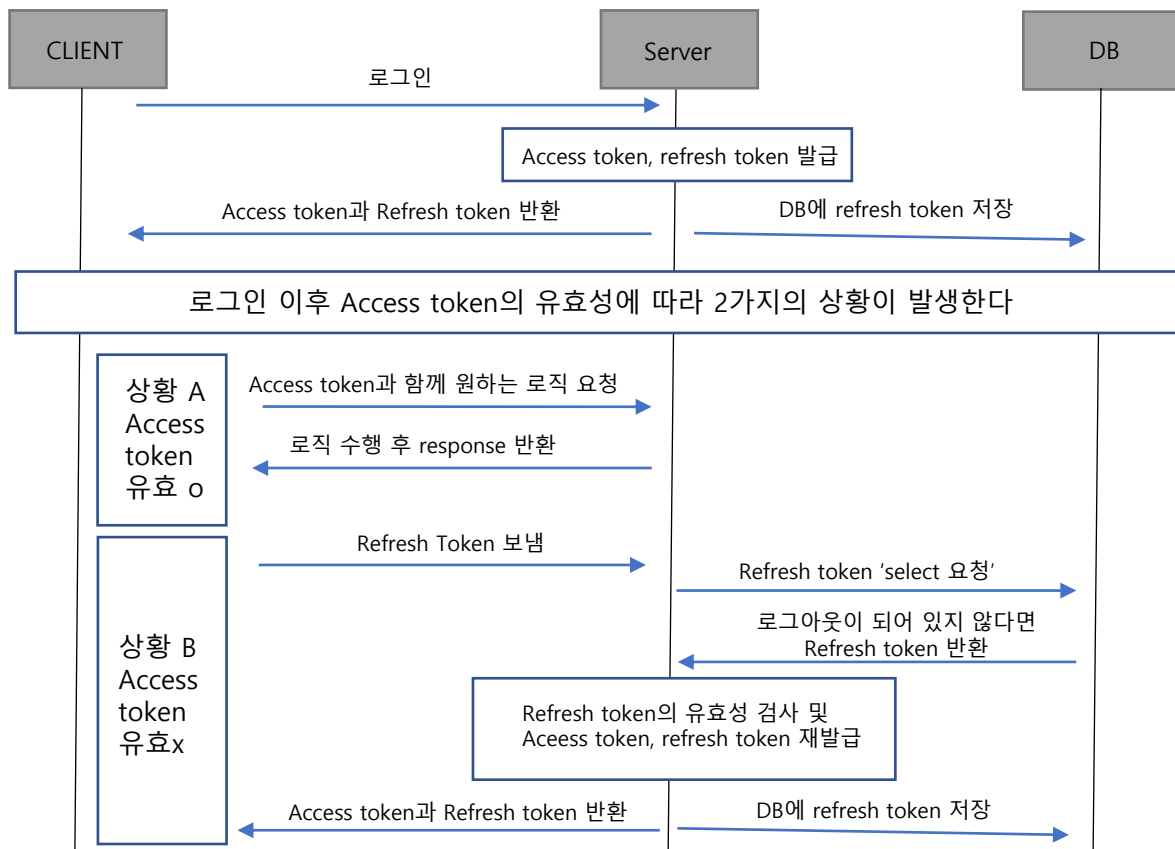 CLIENT
Server
DB
로그인
Access token, refresh token 발급
Access token과 Refresh token 반환
DB에 refresh token 저장
로그인 이후 Access token의 유효성에 따라 2가지의 상황이 발생한다
상황 A
Access
token
유효 o
Access token과 함께 원하는 로직 요청
로직 수행 후 response 반환
상황 B
Access
token
유효x
Refresh Token 보냄
Refresh token ‘select 요청’
로그아웃이 되어 있지 않다면
Refresh token 반환
Refresh token의 유효성 검사 및
Aceess token, refresh token 재발급
Access token과 Refresh token 반환
DB에 refresh token 저장